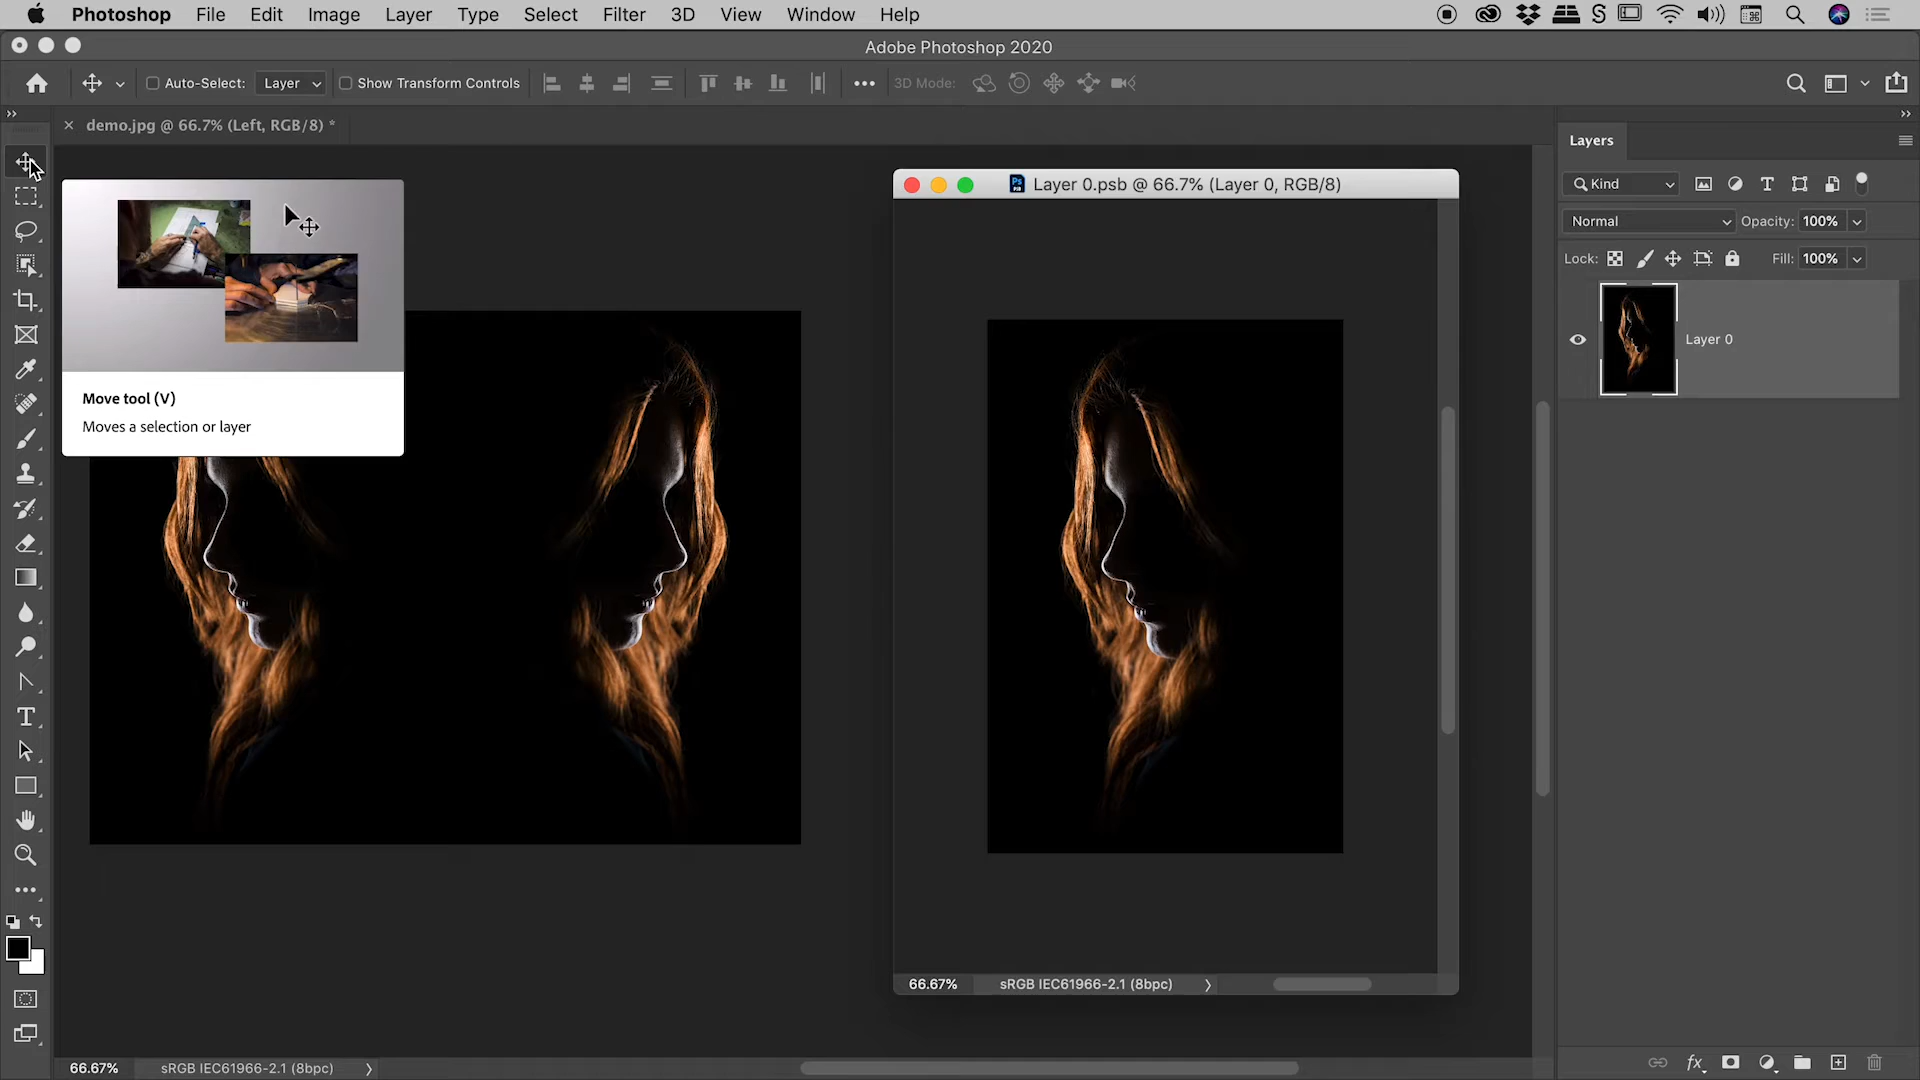 Photoshop File Edit Image Layer Type Select Filter 3D View Window Help
Adobe Photoshop 2020
Auto-Select: Layer Show Transform Controls 3D Mode:
demo.jpg @ 66.7% (Left, RGB/8) *
Layers
Layer 0.psb @ 66.7% (Layer 0, RGB/8)
Kind
Normal Opacity: 100%
Lock: Fill: 100%
Layer 0
Move tool (V)
Moves a selection or layer
66.67% sRGB IEC61966-2.1 (8bpc)
66.67% sRGB IEC61966-2.1 (8bpc)